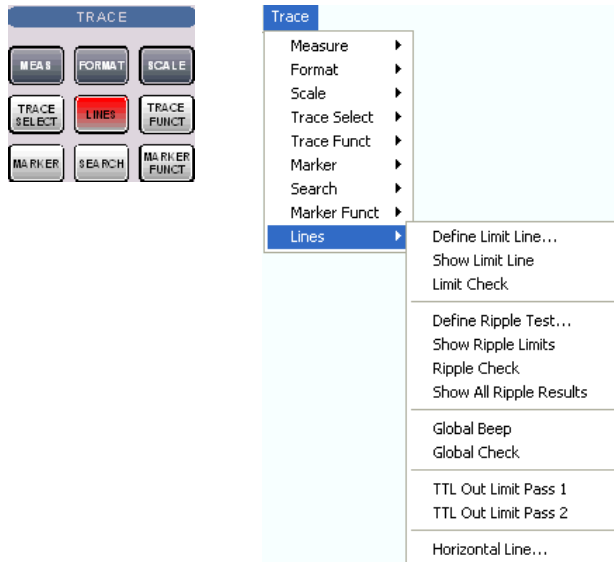 TRACE
MEAS
FORMAT
SCALE
TRACE
SELECT
LINES
TRACE
FUNCT
MARKER
SEARCH
MARKER
FUNCT
Trace
Measure
Format
Scale
Trace Select
Trace Funct
Marker
Search
Marker Funct
Lines
Define Limit Line...
Show Limit Line
Limit Check
Define Ripple Test...
Show Ripple Limits
Ripple Check
Show All Ripple Results
Global Beep
Global Check
TTL Out Limit Pass 1
TTL Out Limit Pass 2
Horizontal Line...